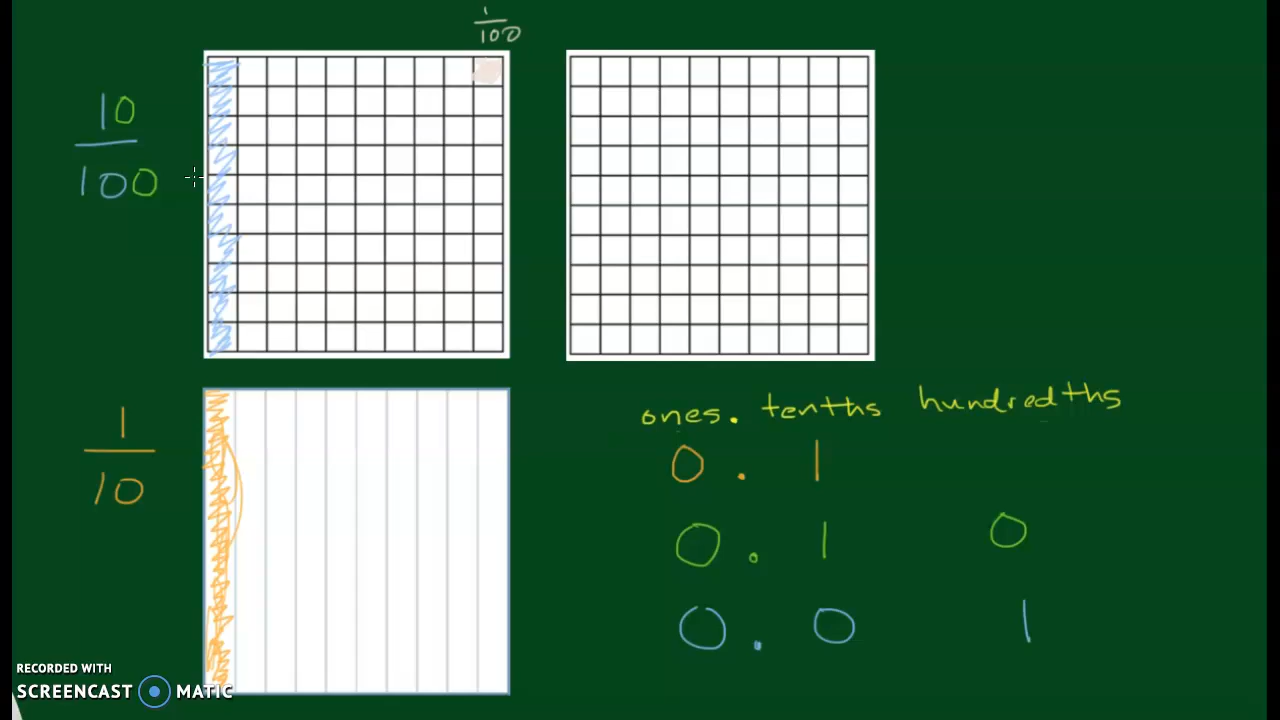 1
100
10
100
1
10
ones. tenths hundredths
0 . 1
0 . 1 0
0 . 0 1
RECORDED WITH
SCREENCAST MATIC